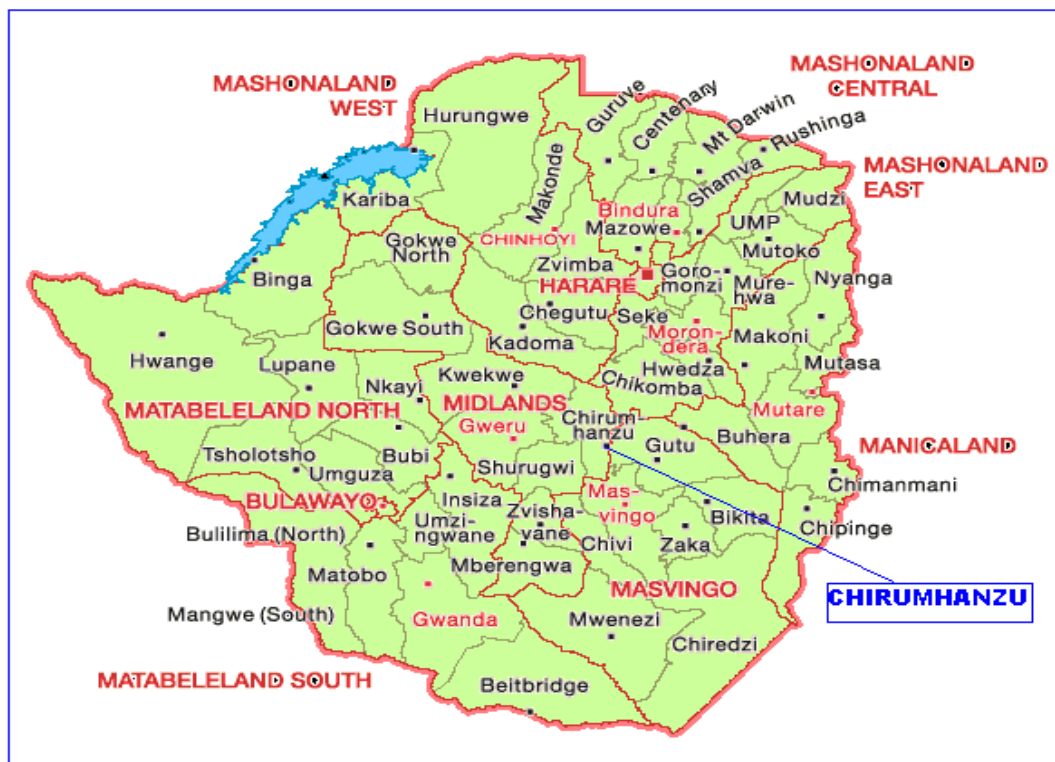 MASHONALAND
WEST
MASHONALAND
CENTRAL
MASHONALAND
EAST
Hurungwe
Guruve
Centenary
Mt Darwin
Rushinga
Shamva
Makonde
Kariba
Bindura
Mazowe
UMP
Mudzi
Mutoko
CHINHOYI
Zvimba
Gokwe
North
Binga
HARARE
Goro-
monzi
Mure-
hwa
Nyanga
Chegutu
Seke
Moron-
dera
Makoni
Gokwe South
Kadoma
Hwange
Lupane
Hwedza
Mutasa
Nkayi
Kwekwe
Chikomba
MATABELELAND NORTH
MIDLANDS
Gweru
Chirum-
hanzu
Mutare
Buhera
Gutu
MANICALAND
Tsholotsho
Bubi
Umguza
Shurugwi
Chimanmani
BULAWAYO
Insiza
Zvisha-
vane
Mas-
vingo
Bikita
Chipinge
Bulilima (North)
Umzi-
ngwane
Chivi
Zaka
Matobo
Mberengwa
MASVINGO
CHIRUMHANZU
Mangwe (South)
Gwanda
Mwenezi
Chiredzi
MATABELELAND SOUTH
Beitbridge